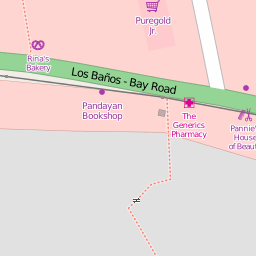 Puregold
Jr.
Rina's
Bakery
Los Baños - Bay Road
Pandayan
Bookshop
The
Generics
Pharmacy
Pannie's
House
of Beaut